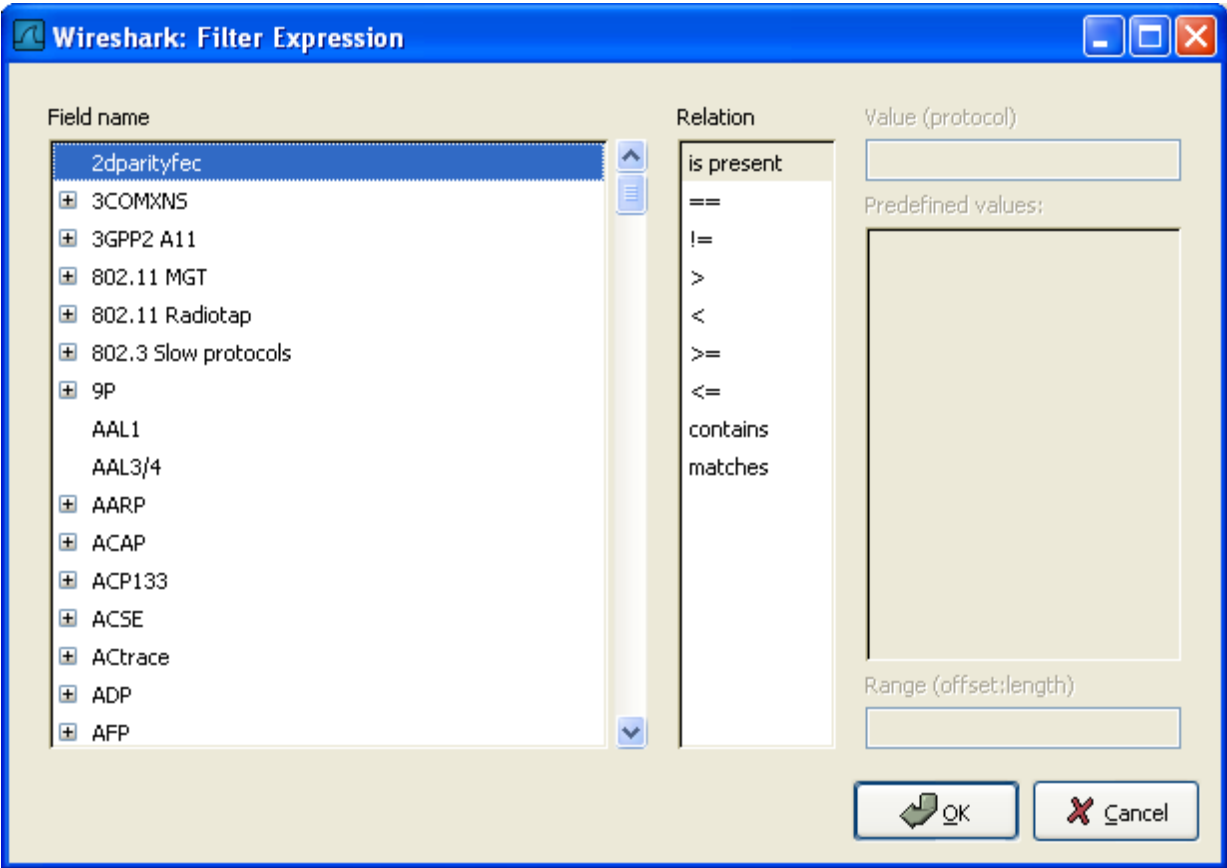 Wireshark: Filter Expression
Field name
2dparityfec
3COMXNS
3GPP2 A11
802.11 MGT
802.11 Radiotap
802.3 Slow protocols
9P
AAL1
AAL3/4
AARP
ACAP
ACP133
ACSE
ACtrace
ADP
AFP
Relation
is present
==
!=
>
<
>=
<=
contains
matches
Value (protocol)
Predefined values:
Range (offset:length)
OK
Cancel